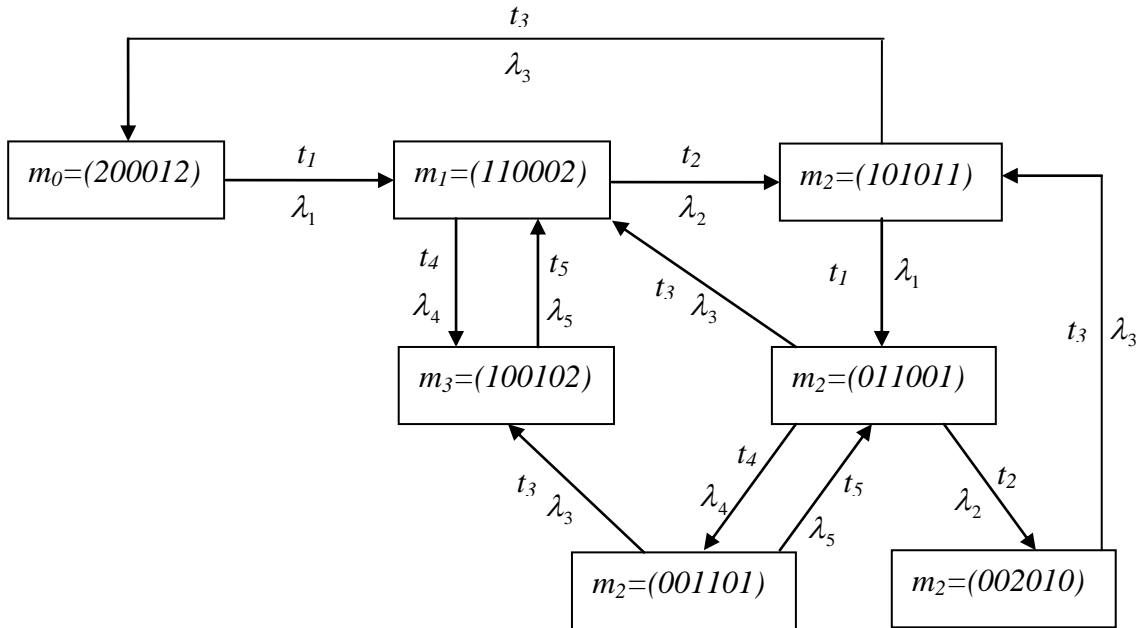 t₃
λ₃
m₀=(200012)
t₁
λ₁
m₁=(110002)
t₂
λ₂
m₂=(101011)
t₄
λ₄
t₅
λ₅
t₃
λ₃
t₁
λ₁
t₃
λ₃
m₃=(100102)
m₂=(011001)
t₃
λ₃
t₄
λ₄
t₅
λ₅
t₂
λ₂
m₂=(001101)
m₂=(002010)